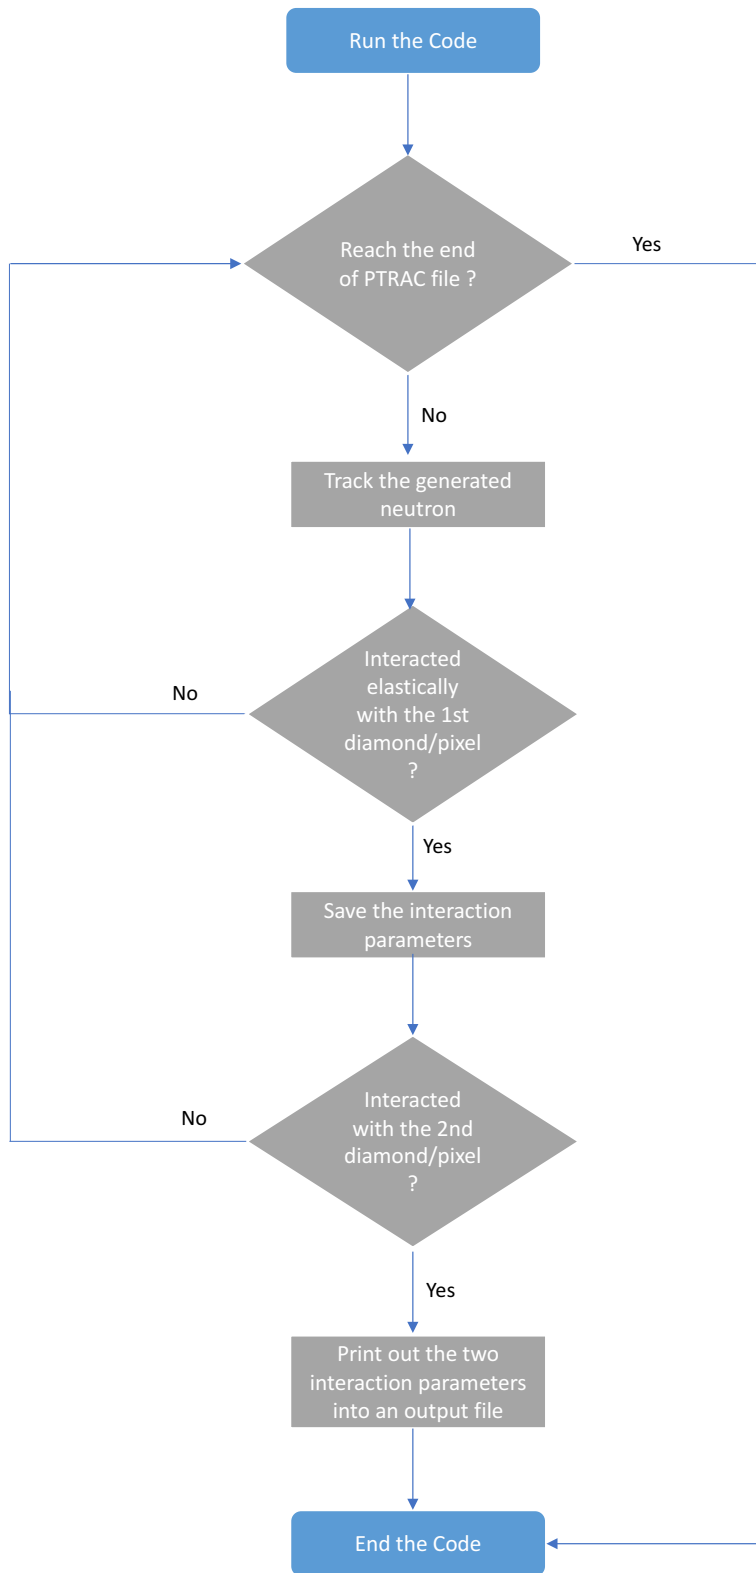 Run the Code
Reach the end
of PTRAC file ?
Yes
No
Track the generated
neutron
Interacted
elastically
with the 1st
diamond/pixel
?
No
Yes
Save the interaction
parameters
Interacted
with the 2nd
diamond/pixel
?
No
Yes
Print out the two
interaction parameters
into an output file
End the Code